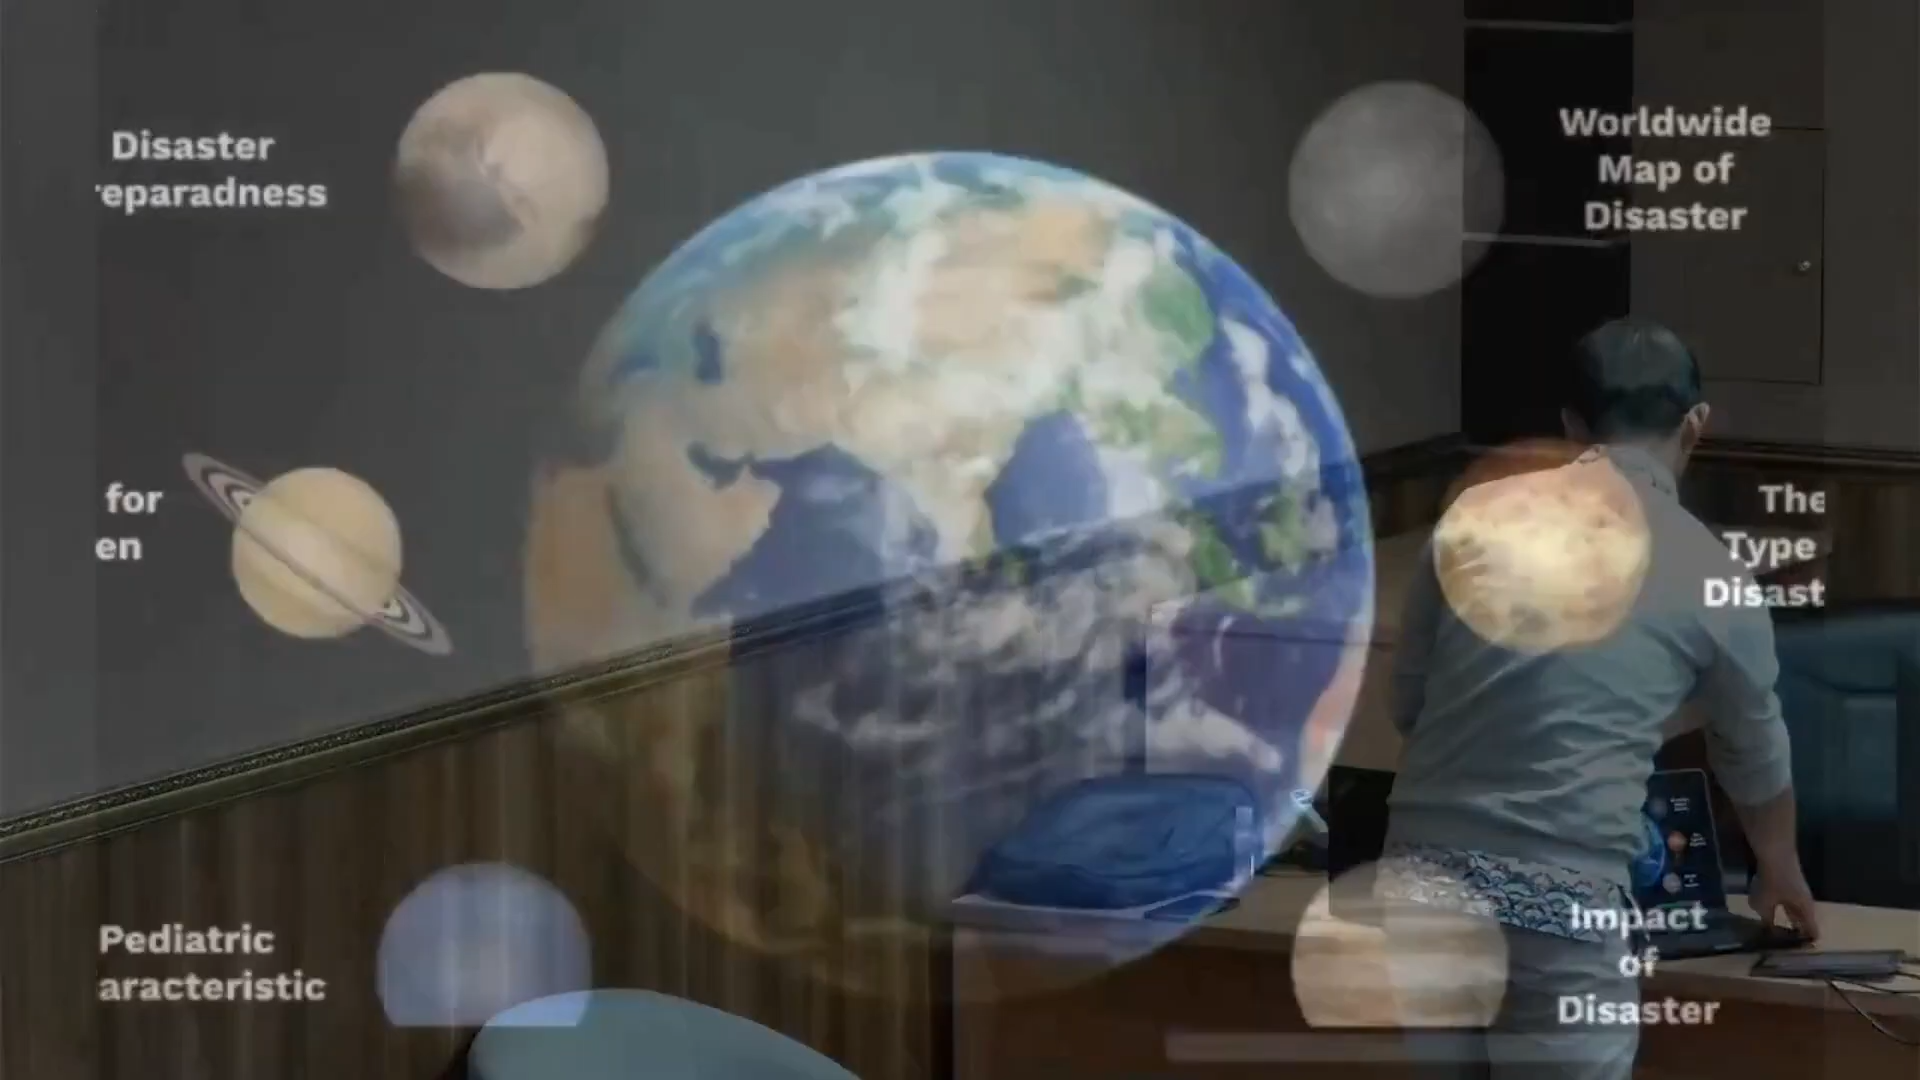 Disaster
reparadness
Worldwide
Map of
Disaster
for
en
The
Type
Disast
Pediatric
aracteristic
Impact
of
Disaster